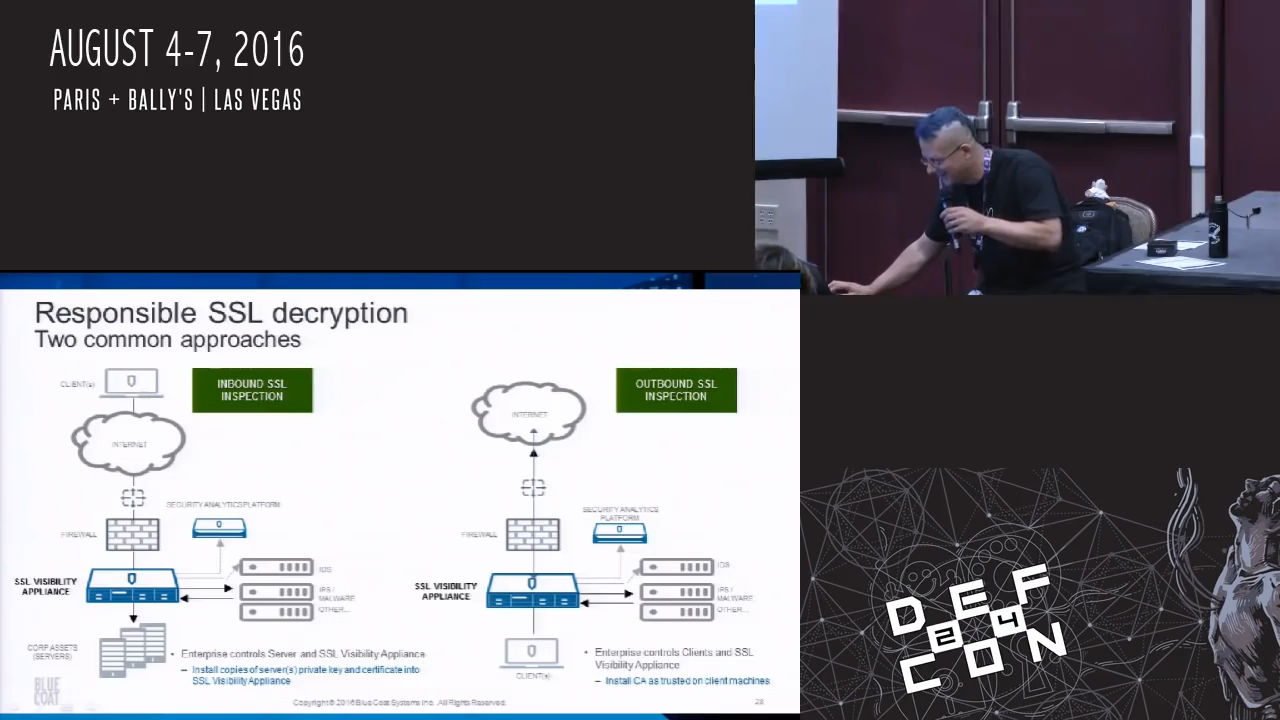 AUGUST 4-7, 2016
PARIS + BALLY'S | LAS VEGAS
Responsible SSL decryption
Two common approaches
CLIENT(s)
INBOUND SSL
INSPECTION
INTERNET
SECURITY ANALYTICS PLATFORM
FIREWALL
SSL VISIBILITY
APPLIANCE
IDS
IPS /
MALWARE
OTHER...
CORP ASSETS
(SERVERS)
• Enterprise controls Server and SSL Visibility Appliance
– Install copies of server(s) private key and certificate into
SSL Visibility Appliance
OUTBOUND SSL
INSPECTION
INTERNET
SECURITY ANALYTICS
PLATFORM
FIREWALL
SSL VISIBILITY
APPLIANCE
IDS
IPS /
MALWARE
OTHER...
CLIENT(s)
• Enterprise controls Clients and SSL
Visibility Appliance
– Install CA as trusted on client machines
BLUE
COAT
Copyright © 2016 Blue Coat Systems Inc. All Rights Reserved.
28
DEF
24
CON